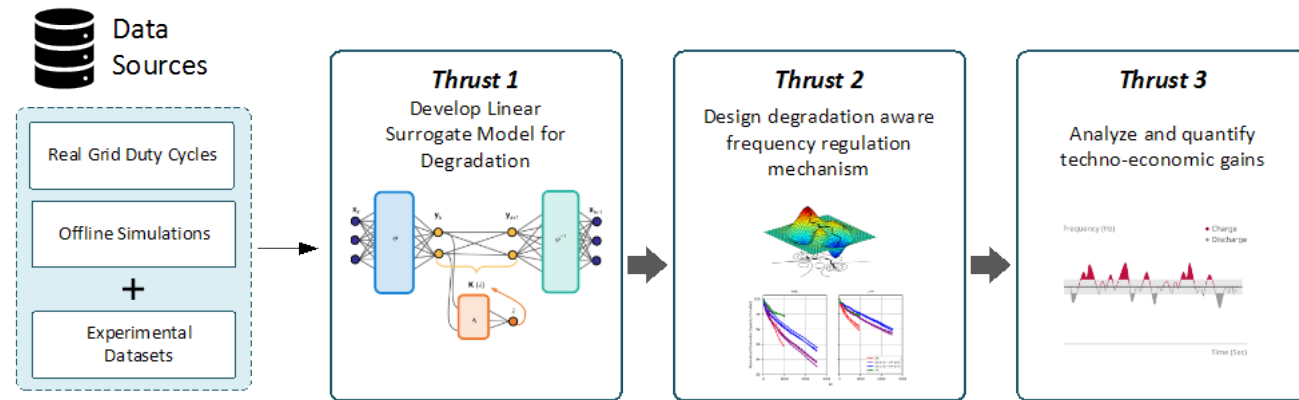 Data
Sources
Real Grid Duty Cycles
Offline Simulations
+
Experimental
Datasets
Thrust 1
Develop Linear
Surrogate Model for
Degradation
Thrust 2
Design degradation aware
frequency regulation
mechanism
Thrust 3
Analyze and quantify
techno-economic gains
Frequency (Hz)
Charge
Discharge
Time (Sec)